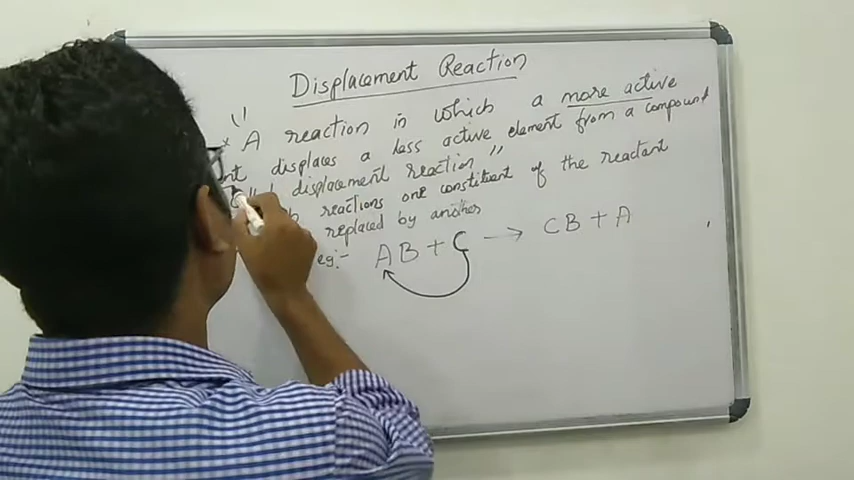 Displacement Reaction
" A reaction in which a more active
displaces a less active element from a compound
displacement reaction "
reactions one constituent of the reactant
replaced by another
eg:- AB + C → CB + A